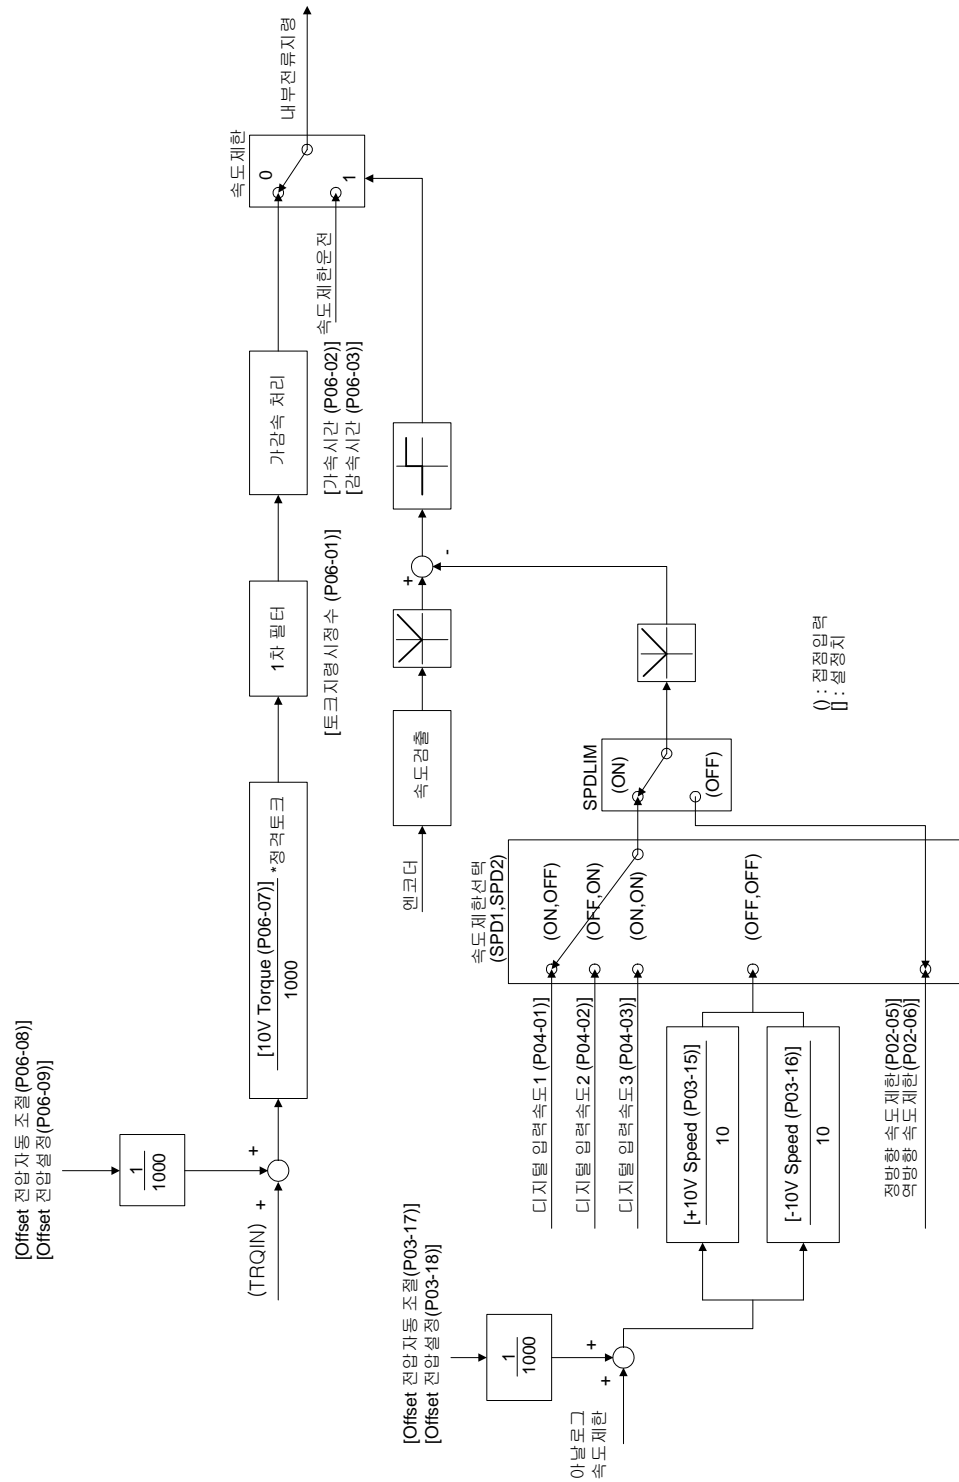 [Offset 전압자동 조절(P06-08)]
[Offset 전압설정(P06-09)]
1
1000
(TRQIN)
+
+
[10V Torque (P06-07)]
1000
*정격토크
1차 필터
[토크지령시정수 (P06-01)]
가감속 처리
[가속시간 (P06-02)]
[감속시간 (P06-03)]
속도제한
0
1
속도제한운전
내부전류지령
엔코더
속도검출
+
-
[Offset 전압자동 조절(P03-17)]
[Offset 전압설정(P03-18)]
1
1000
아날로그
속도제한
+
+
디지털 입력속도1 (P04-01)]
디지털 입력속도2 (P04-02)]
디지털 입력속도3 (P04-03)]
[+10V Speed (P03-15)]
10
[-10V Speed (P03-16)]
10
정방향 속도제한(P02-05)]
역방향 속도제한(P02-06)]
속도제한선택
(SPD1,SPD2)
(ON,OFF)
(OFF,ON)
(ON,ON)
(OFF,OFF)
SPDLIM
(ON)
(OFF)
() : 접점입력
[] : 설정치